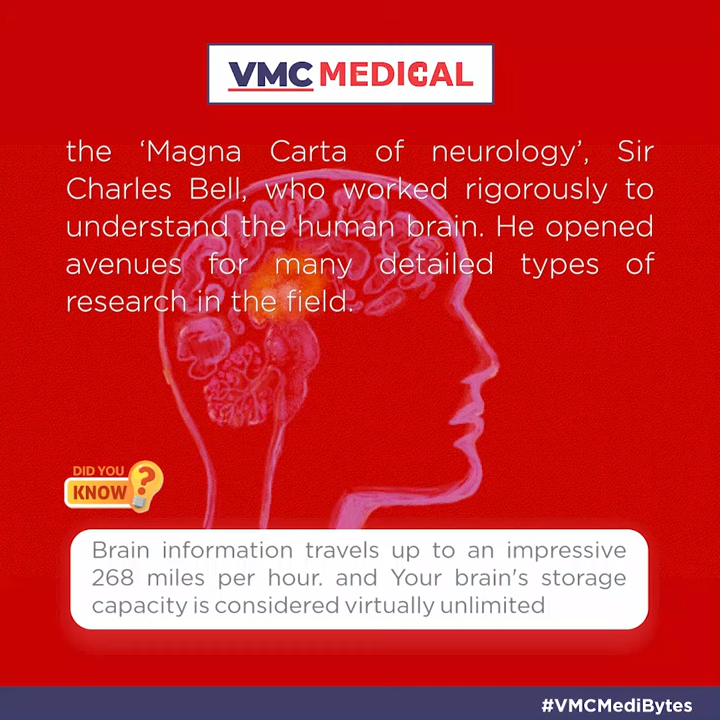 VMC MEDICAL
the ‘Magna Carta of neurology’, Sir
Charles Bell, who worked rigorously to
understand the human brain. He opened
avenues for many detailed types of
research in the field.
DID YOU
KNOW ?
Brain information travels up to an impressive
268 miles per hour. and Your brain's storage
capacity is considered virtually unlimited
#VMCMediBytes